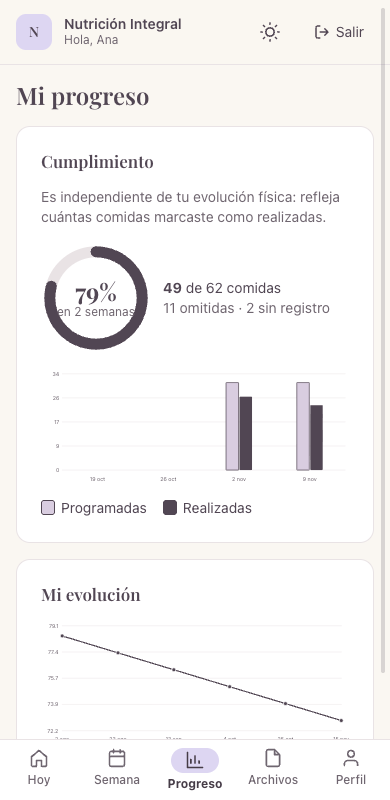 N
Nutrición Integral
Hola, Ana
Salir
Mi progreso
Cumplimiento
Es independiente de tu evolución física: refleja
cuántas comidas marcaste como realizadas.
79%
en 2 semanas
49 de 62 comidas
11 omitidas · 2 sin registro
34
26
17
9
0
19 oct
26 oct
2 nov
9 nov
Programadas
Realizadas
Mi evolución
79.1
77.4
75.7
73.9
72.2
Hoy
Semana
Progreso
Archivos
Perfil